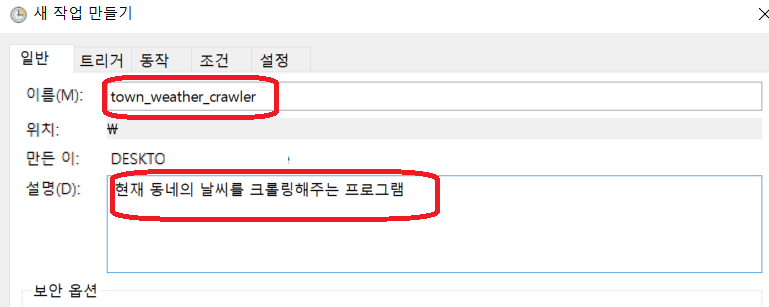 새 작업 만들기
일반 트리거 동작 조건 설정
이름(M): town_weather_crawler
위치: \
만든 이: DESKTO
설명(D): 현재 동네의 날씨를 크롤링해주는 프로그램
보안 옵션